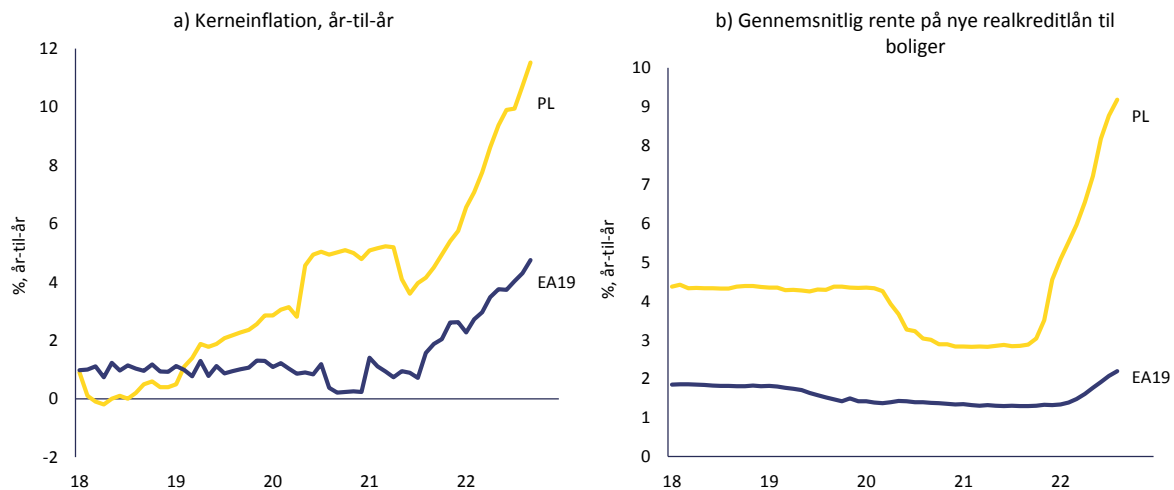 a) Kerneinflation, år-til-år
%, år-til-år
12
10
8
6
4
2
0
-2
18 19 20 21 22
PL
EA19
b) Gennemsnitlig rente på nye realkreditlån til
boliger
%, år-til-år
10
9
8
7
6
5
4
3
2
1
0
18 19 20 21 22
PL
EA19